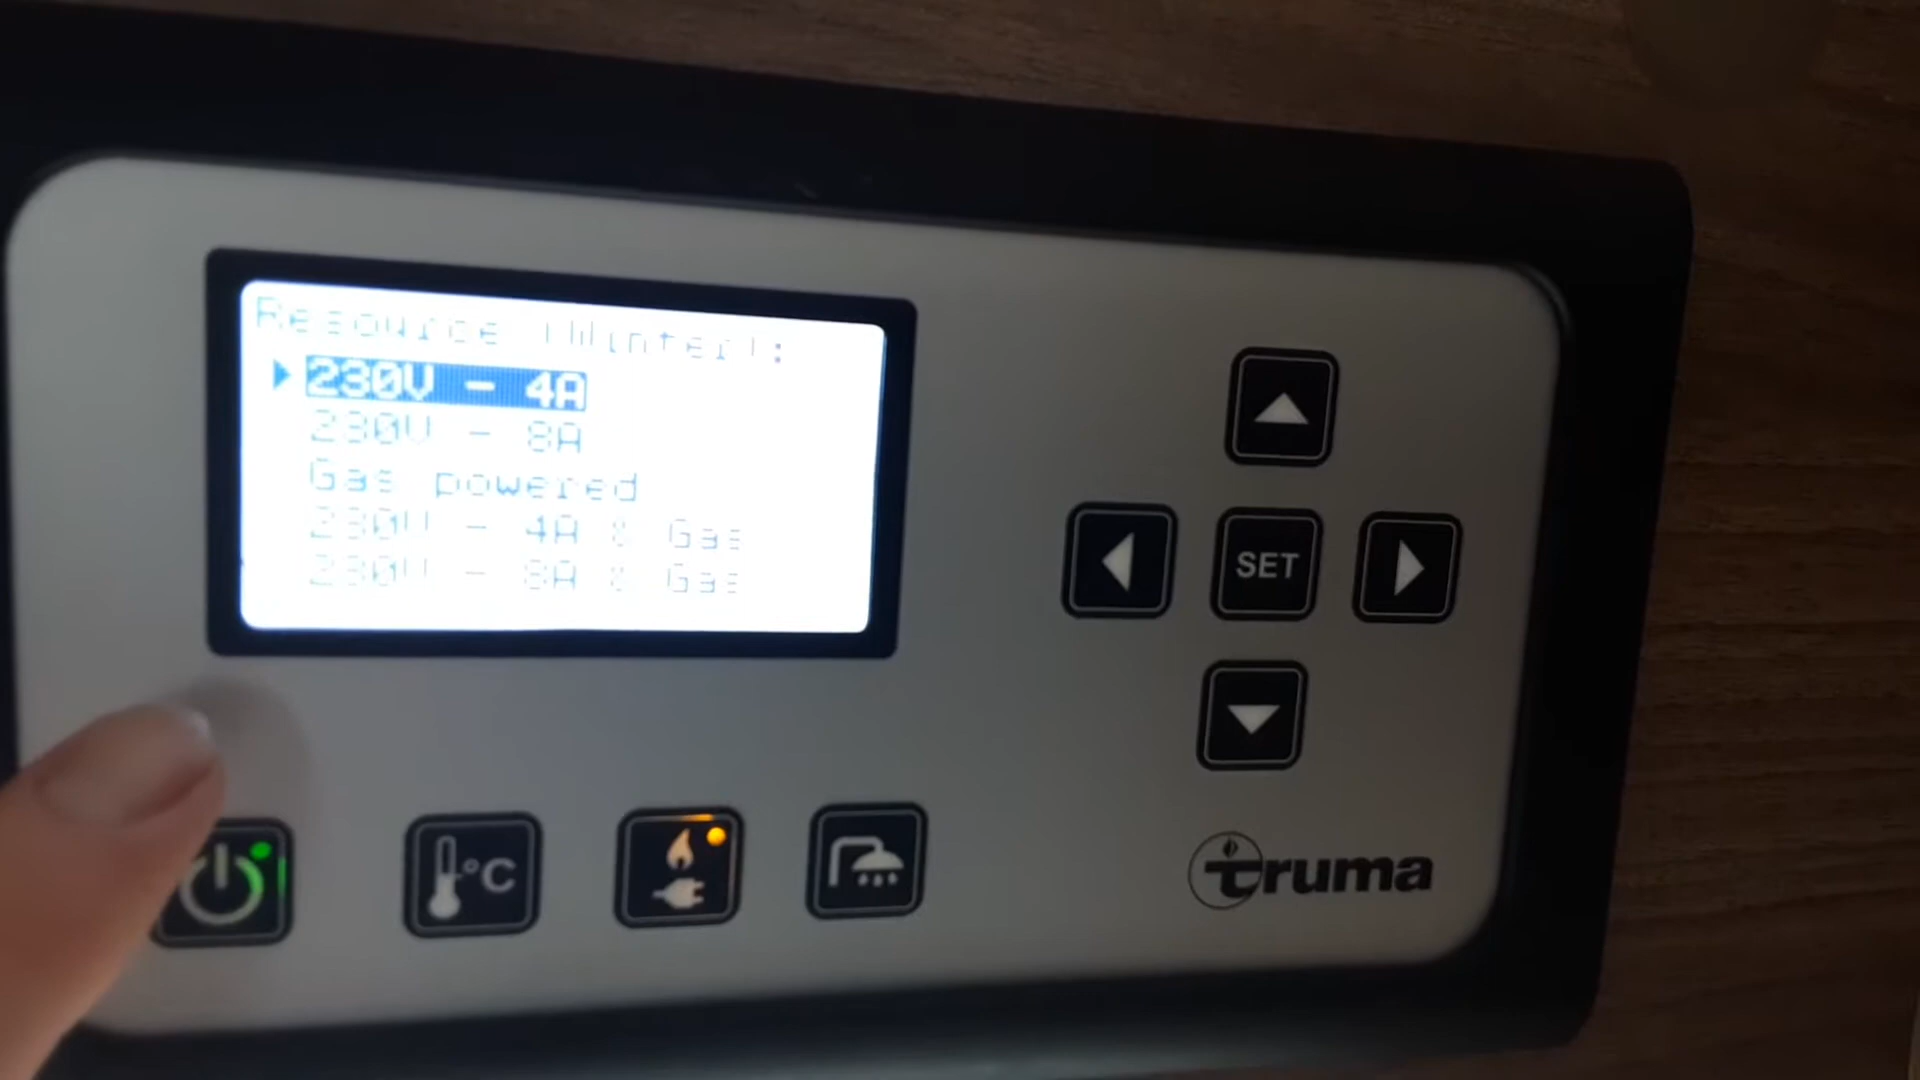 Resource (Winter):
230V - 4A
230V - 8A
Gas powered
230V - 4A & Gas
230V - 8A & Gas
SET
°C
truma